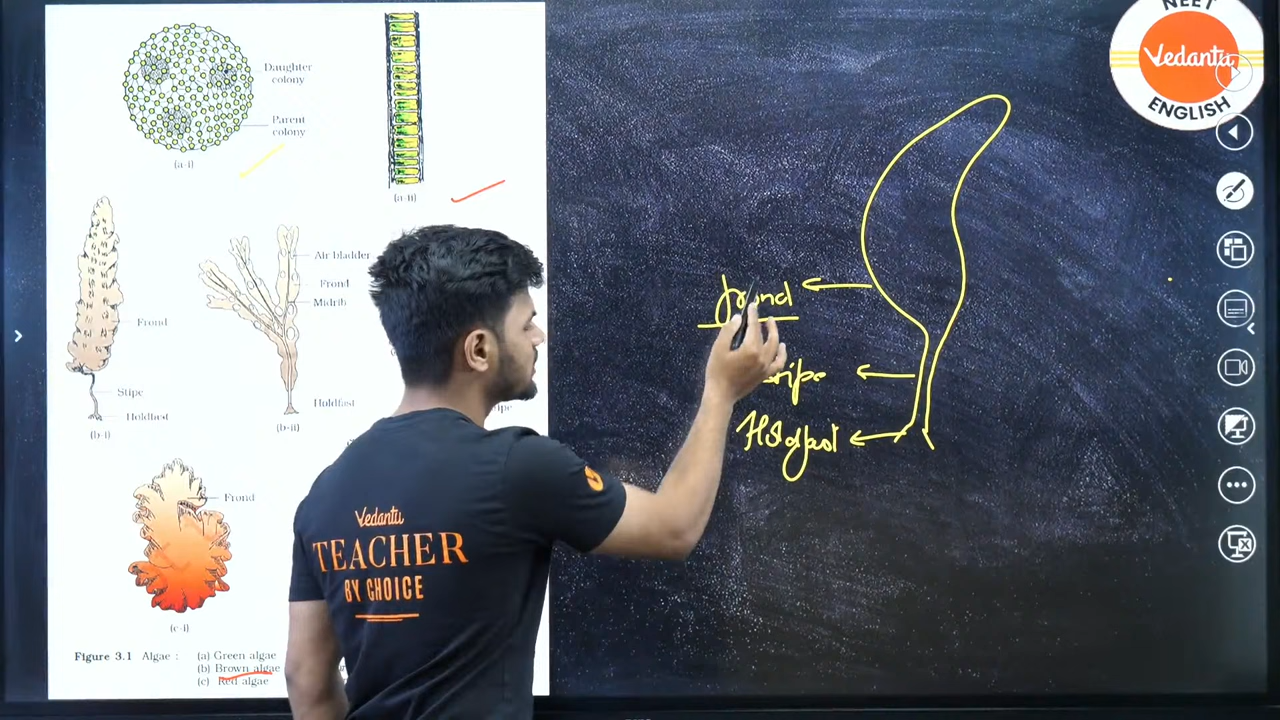 NEET
Vedantu
ENGLISH
Daughter
colony
Parent
colony
(a-i)
(a-ii)
Air bladder
Frond
Midrib
Frond
Stipe
Holdfast
(b-i)
Holdfast
(b-ii)
Frond
(c-i)
Figure 3.1 Algae : (a) Green algae
(b) Brown algae
(c) Red algae
frond
Holdfast
Vedantu
TEACHER
BY CHOICE